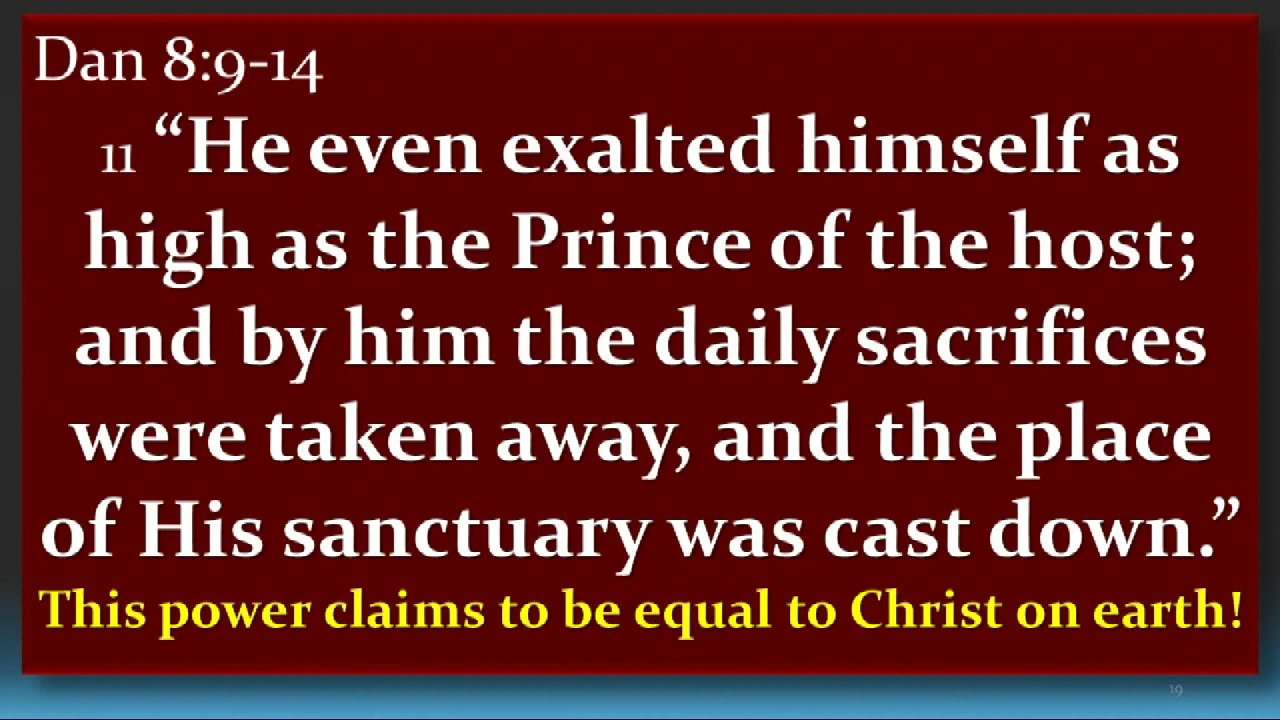 Dan 8:9-14
11 “He even exalted himself as
high as the Prince of the host;
and by him the daily sacrifices
were taken away, and the place
of His sanctuary was cast down.”
This power claims to be equal to Christ on earth!
19